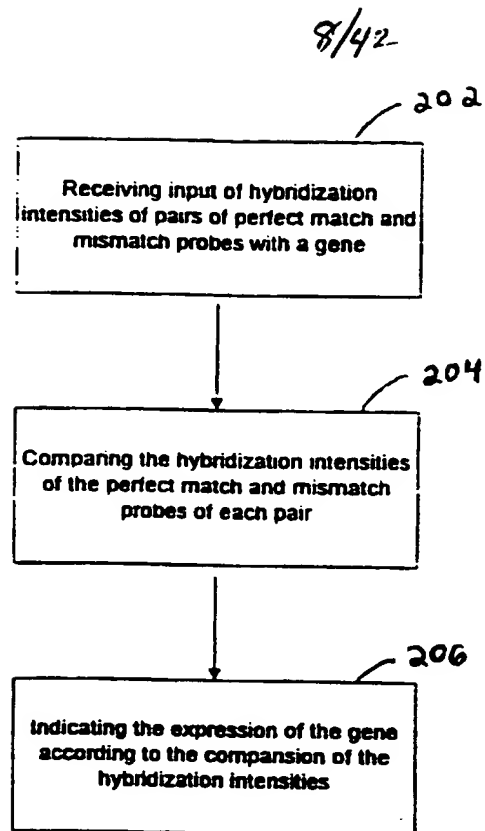 8/42
202
Receiving input of hybridization
intensities of pairs of perfect match and
mismatch probes with a gene
204
Comparing the hybridization intensities
of the perfect match and mismatch
probes of each pair
206
Indicating the expression of the gene
according to the comparision of the
hybridization intensities